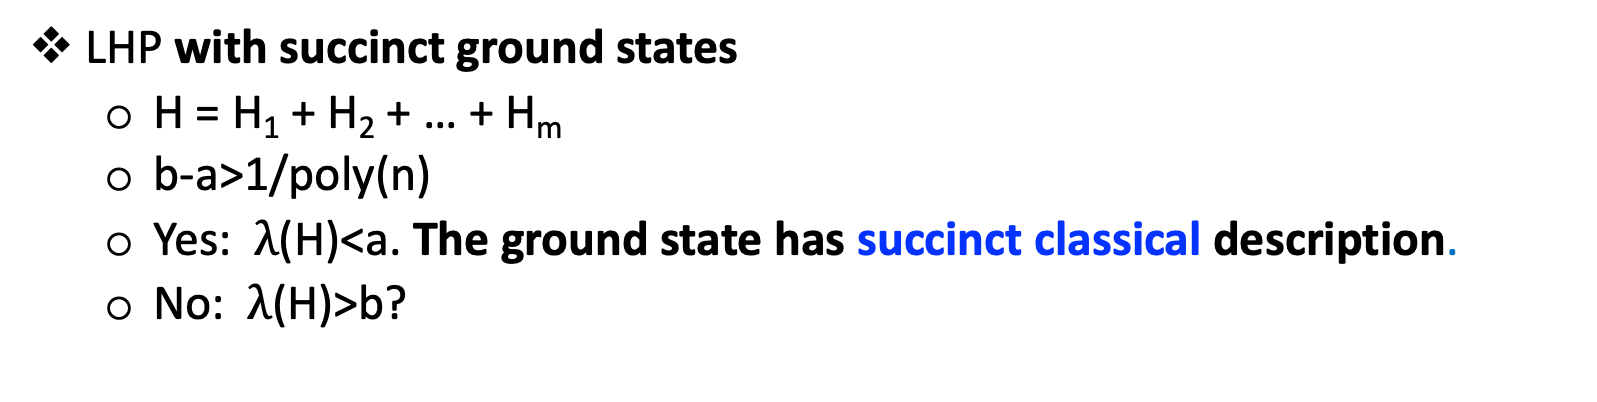 ❖ LHP with succinct ground states
o H = H₁ + H₂ + ... + Hₘ
o b-a>1/poly(n)
o Yes: λ(H)<a. The ground state has succinct classical description.
o No: λ(H)>b?